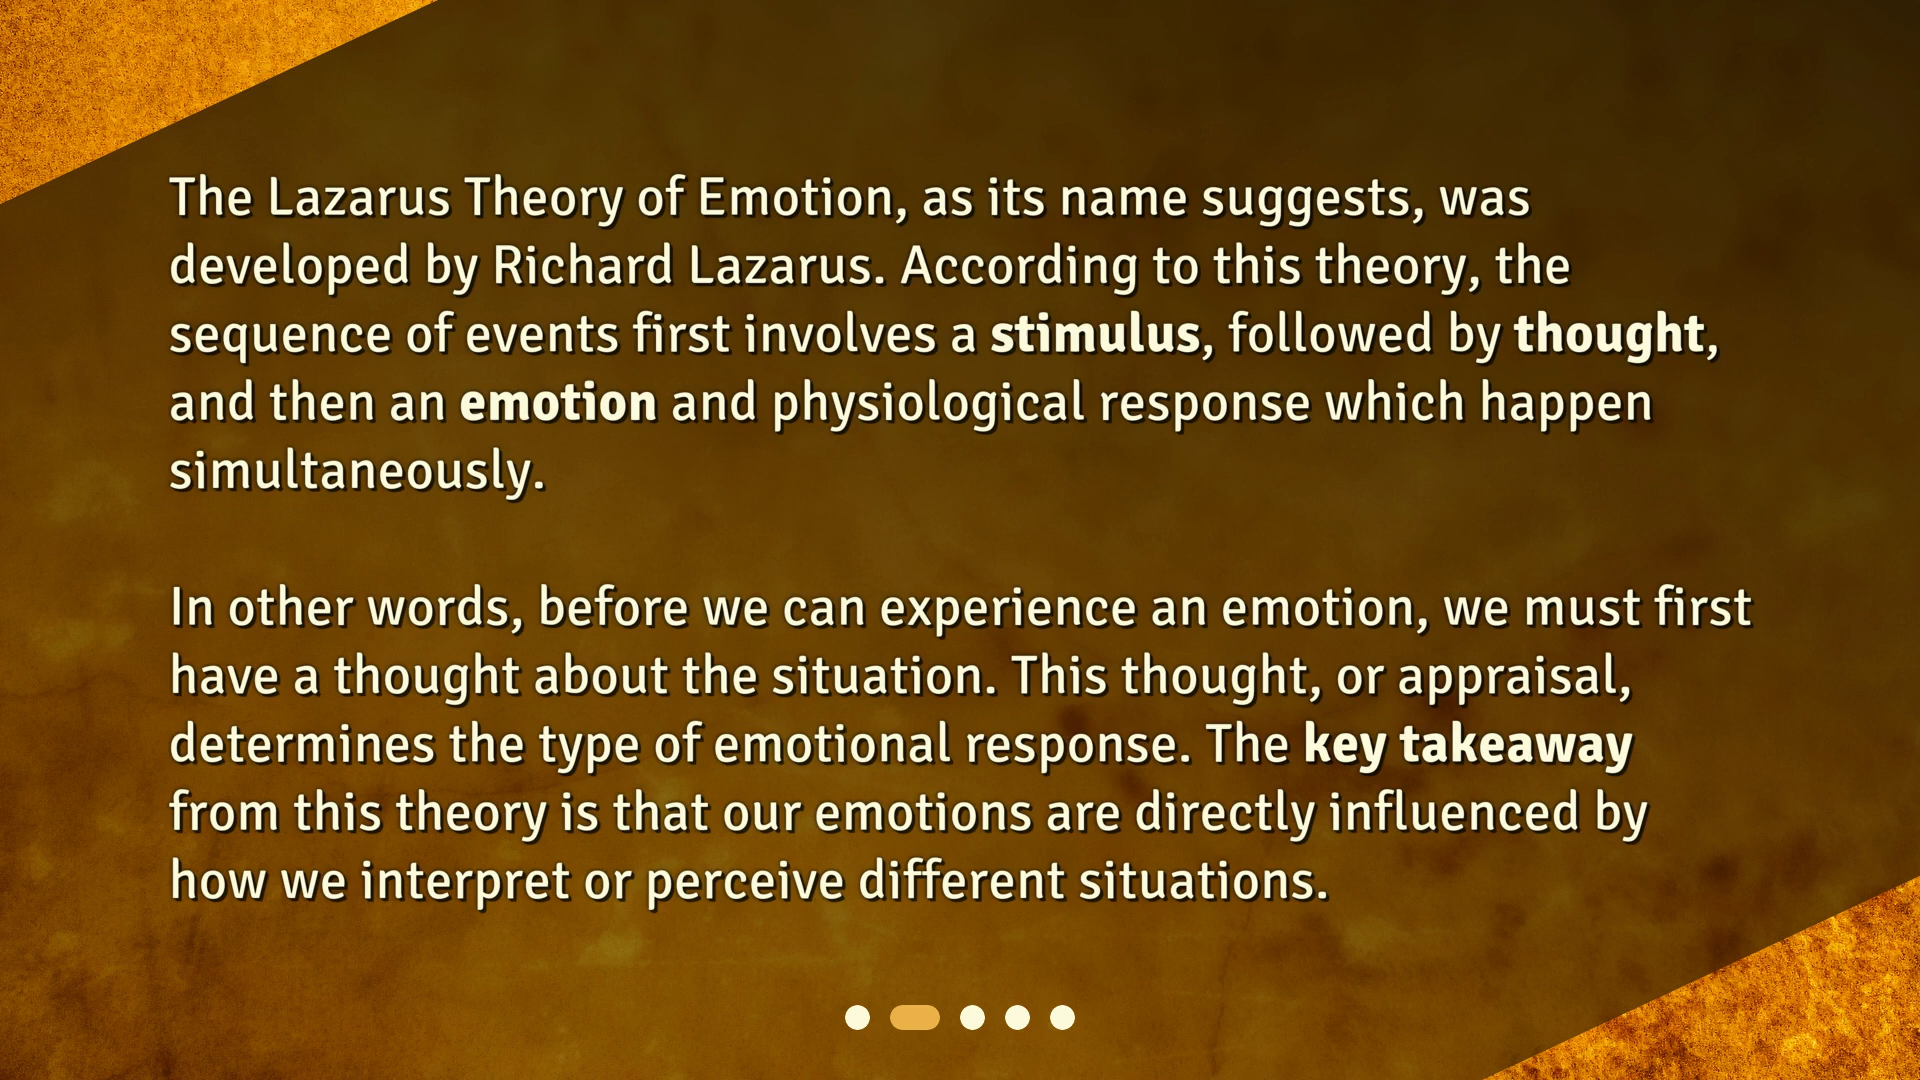 The Lazarus Theory of Emotion, as its name suggests, was
developed by Richard Lazarus. According to this theory, the
sequence of events first involves a stimulus, followed by thought,
and then an emotion and physiological response which happen
simultaneously.
In other words, before we can experience an emotion, we must first
have a thought about the situation. This thought, or appraisal,
determines the type of emotional response. The key takeaway
from this theory is that our emotions are directly influenced by
how we interpret or perceive different situations.